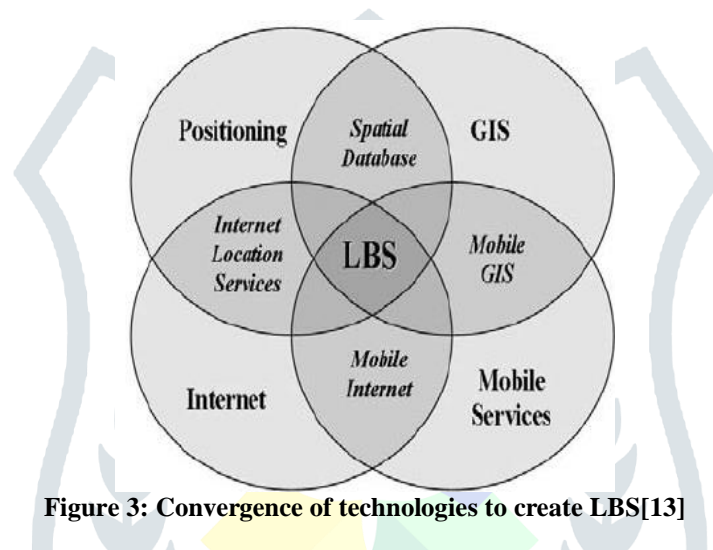 Positioning
Spatial
Database
GIS
Internet
Location
Services
LBS
Mobile
GIS
Internet
Mobile
Internet
Mobile
Services
Figure 3: Convergence of technologies to create LBS[13]